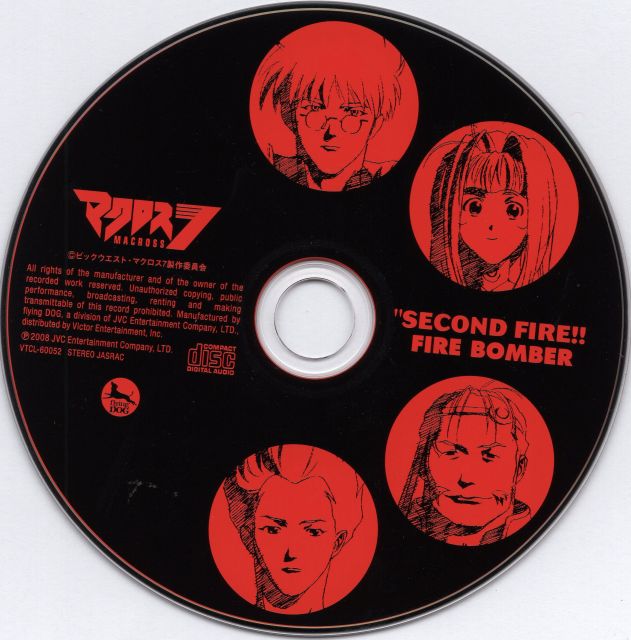 マクロス7
MACROSS
©ビックウエスト・マクロス7製作委員会
All rights of the manufacturer and of the owner of the
recorded work reserved. Unauthorized copying, public
performance, broadcasting, renting and making
transmittable of this record prohibited. Manufactured by
flying DOG, a division of JVC Entertainment Company, LTD.,
distributed by Victor Entertainment, Inc.
℗2008 JVC Entertainment Company, LTD.
VTCL-60052 STEREO JASRAC
COMPACT
disc
DIGITAL AUDIO
flying
DOG
"SECOND FIRE!!
FIRE BOMBER